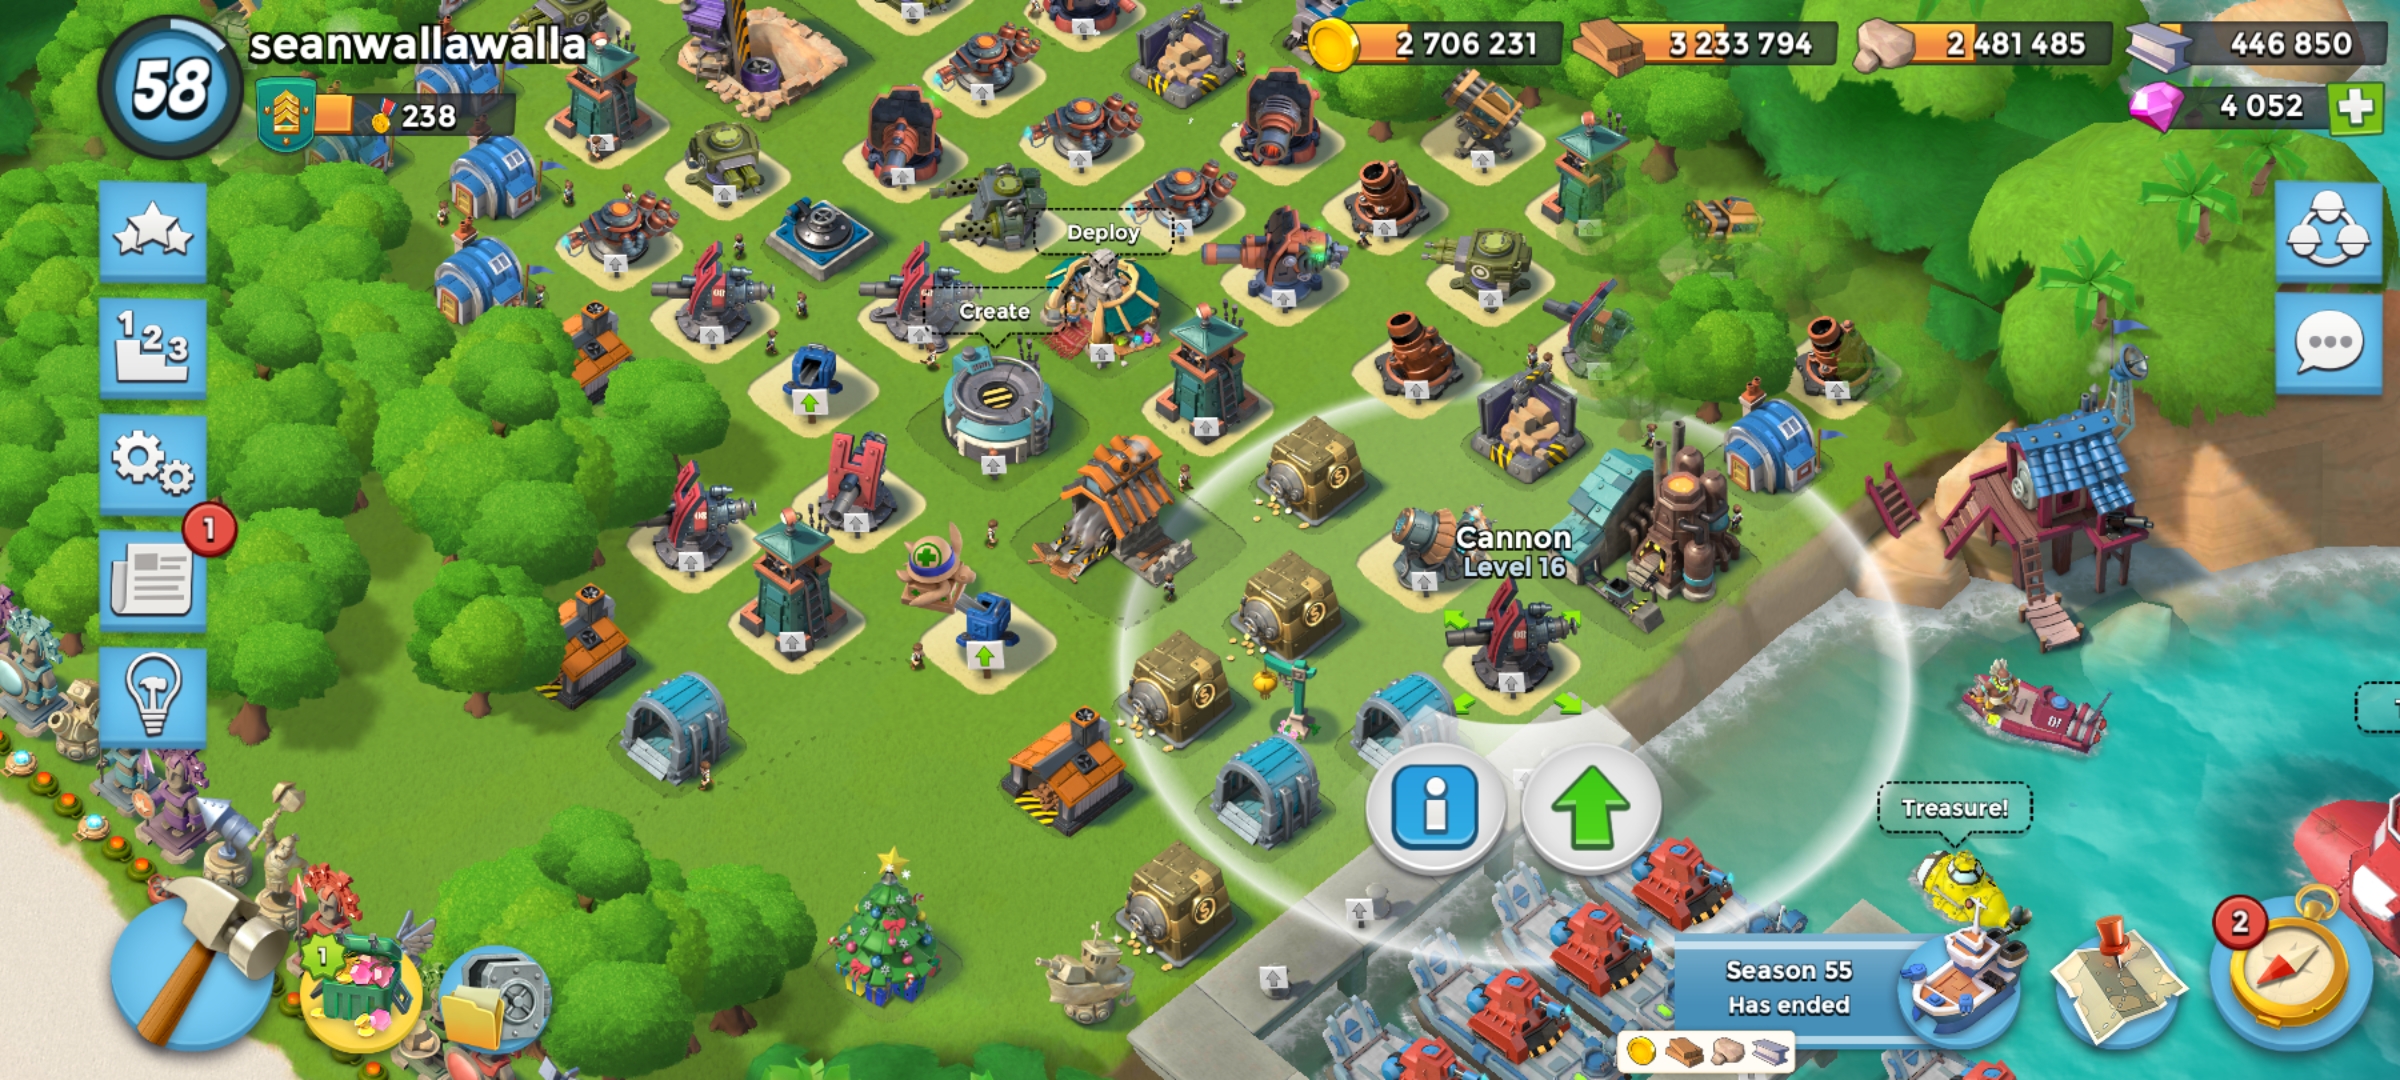 58
seanwallawalla
238
2 706 231
3 233 794
2 481 485
446 850
4 052
123
Deploy
Create
1
Cannon
Level 16
Treasure!
1
Season 55
Has ended
2